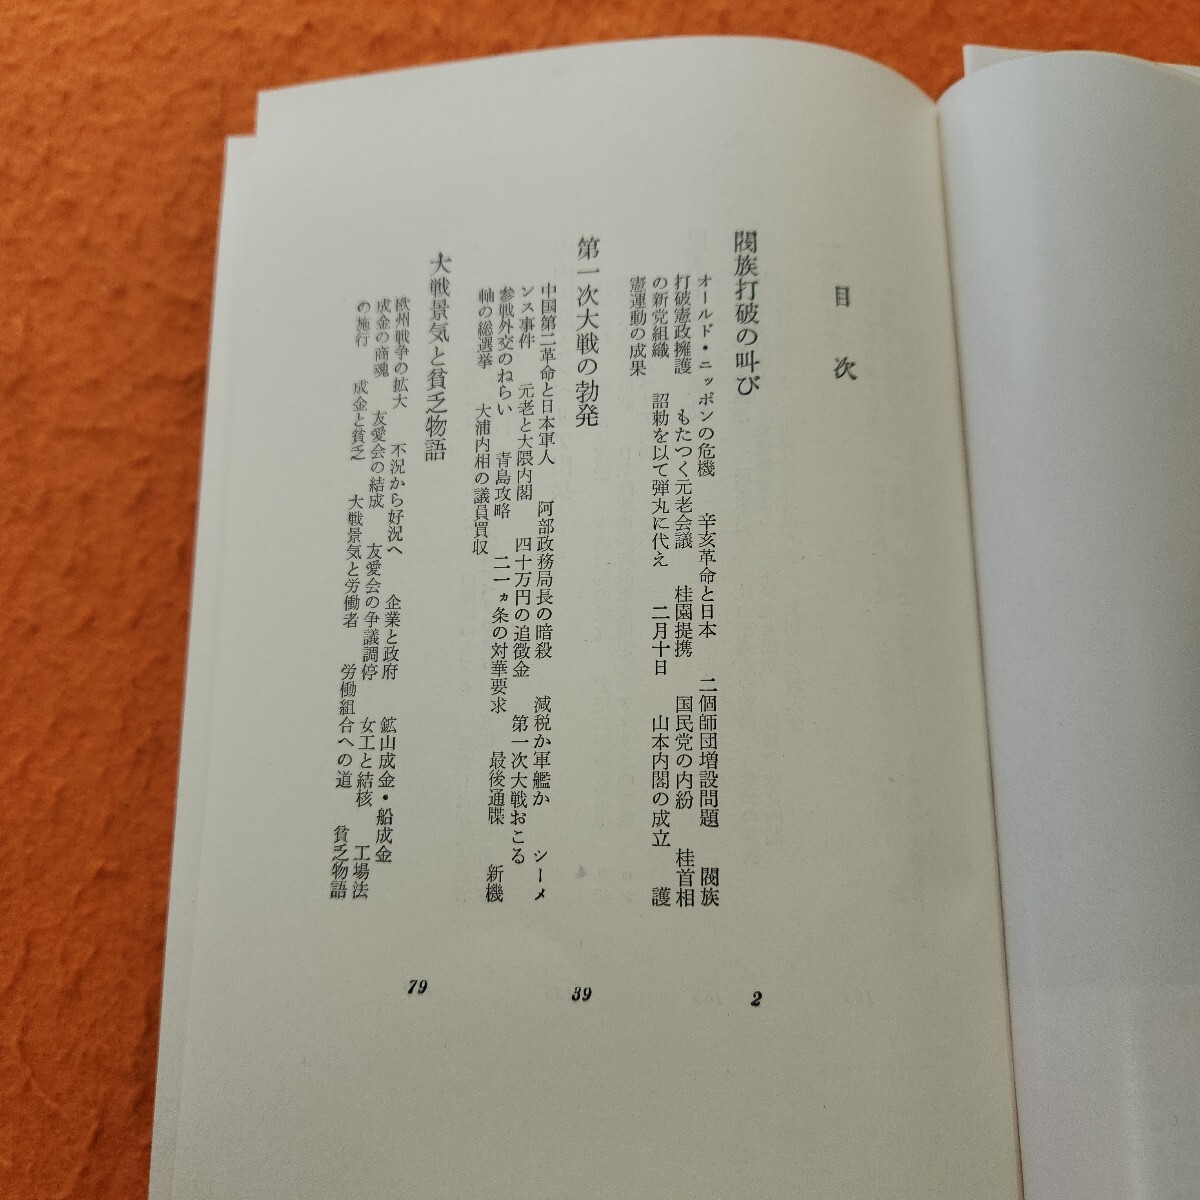 目次
閥族打破の叫び 2
オールド・ニッポンの危機 辛亥革命と日本 二個師団増設問題 閥族
打破憲政擁護 もたつく元老会議 桂園提携 国民党の内紛 桂首相
の新党組織 詔勅を以て弾丸に代え 二月十日 山本内閣の成立 護
憲運動の成果
第一次大戦の勃発 39
中国第二革命と日本軍人 阿部政務局長の暗殺 減税か軍艦か シーメ
ンス事件 元老と大隈内閣 四十万円の追徴金 第一次大戦おこる
参戦外交のねらい 青島攻略 二一ヵ条の対華要求 最後通牒 新機
軸の総選挙 大浦内相の議員買収
大戦景気と貧乏物語 79
欧州戦争の拡大 不況から好況へ 企業と政府 鉱山成金・船成金
成金の商魂 友愛会の結成 友愛会の争議調停 女工と結核 工場法
の施行 成金と貧乏 大戦景気と労働者 労働組合への道 貧乏物語